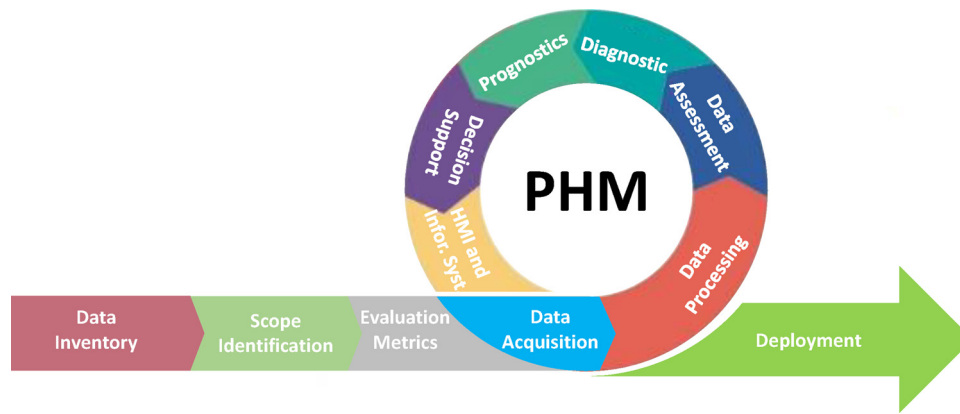 Prognostics
Diagnostic
Data
Assessment
Decision
Support
PHM
HMI and
Infor. Syst
Data
Processing
Data
Inventory
Scope
Identification
Evaluation
Metrics
Data
Acquisition
Deployment